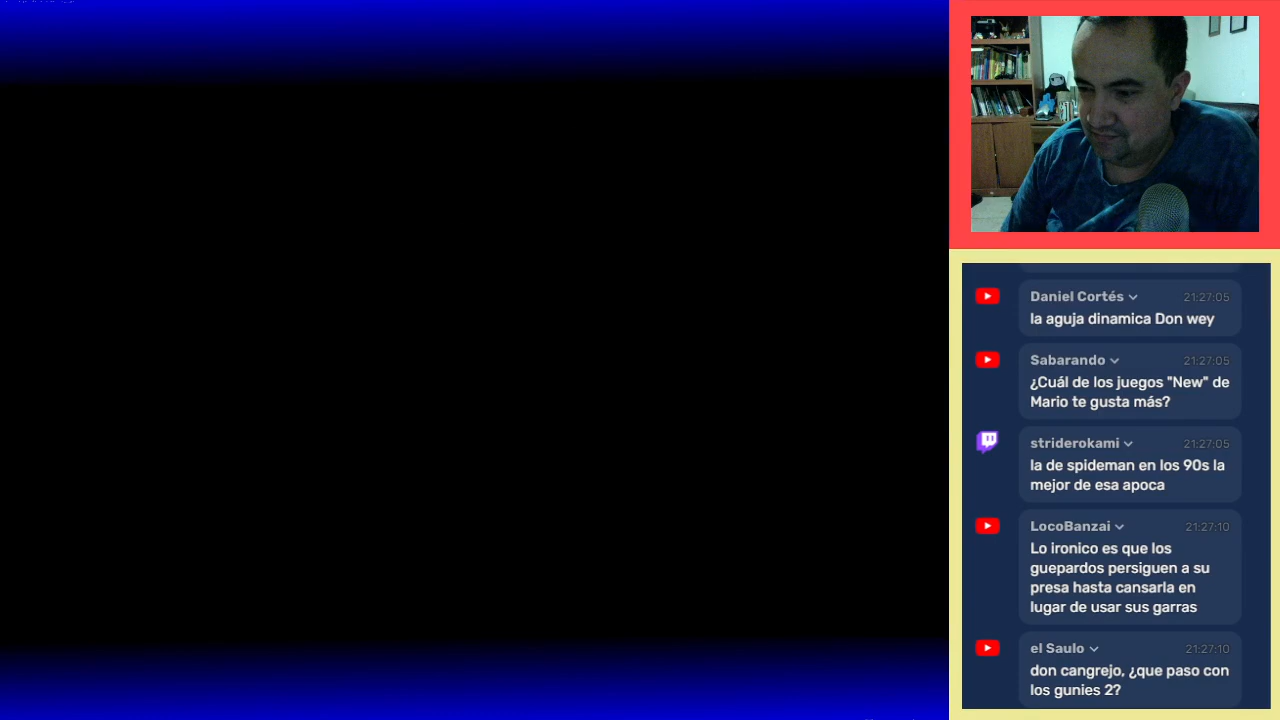 Daniel Cortés 21:27:05
la aguja dinamica Don wey
Sabarando 21:27:05
¿Cuál de los juegos "New" de
Mario te gusta más?
striderokami 21:27:05
la de spideman en los 90s la
mejor de esa apoca
LocoBanzai 21:27:10
Lo ironico es que los
guepardos persiguen a su
presa hasta cansarla en
lugar de usar sus garras
el Saulo 21:27:10
don cangrejo, ¿que paso con
los gunies 2?